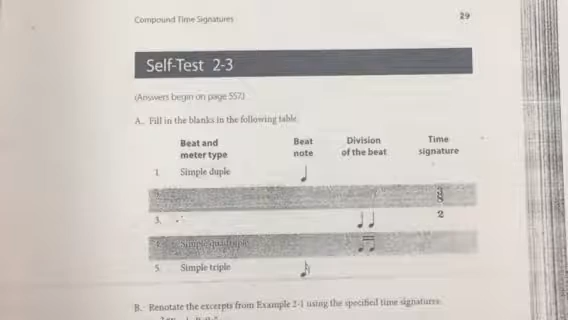 Compound Time Signatures 29
Self-Test 2-3
(Answers begin on page 557.)
A. Fill in the blanks in the following table.
Beat and meter type Beat note Division of the beat Time signature
1. Simple duple
3. 2
4. Simple quadruple
5. Simple triple
B. Renotate the excerpts from Example 2-1 using the specified time signatures.